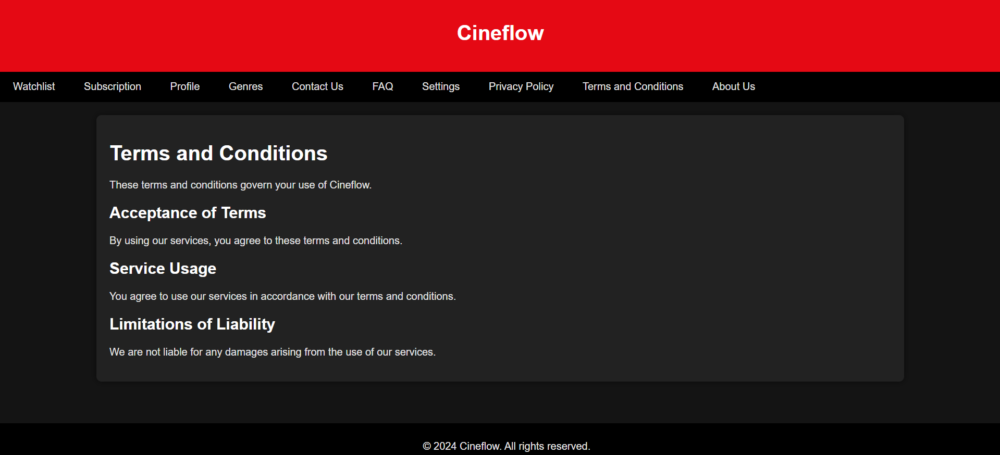 Cineflow
Watchlist Subscription Profile Genres Contact Us FAQ Settings Privacy Policy Terms and Conditions About Us
Terms and Conditions
These terms and conditions govern your use of Cineflow.
Acceptance of Terms
By using our services, you agree to these terms and conditions.
Service Usage
You agree to use our services in accordance with our terms and conditions.
Limitations of Liability
We are not liable for any damages arising from the use of our services.
© 2024 Cineflow. All rights reserved.